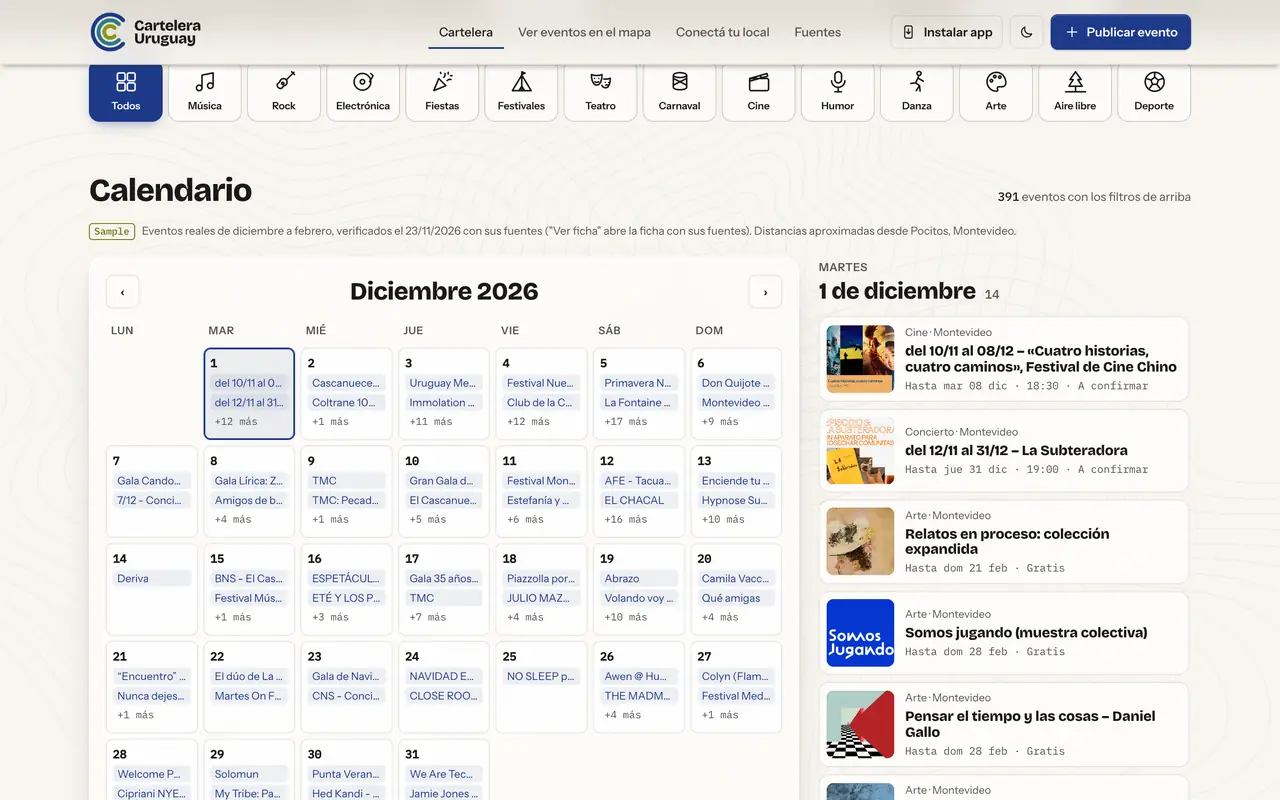 Cartelera
Uruguay
Cartelera
Ver eventos en el mapa
Conectá tu local
Fuentes
Instalar app
Publicar evento
Todos
Música
Rock
Electrónica
Fiestas
Festivales
Teatro
Carnaval
Cine
Humor
Danza
Arte
Aire libre
Deporte
Calendario
391 eventos con los filtros de arriba
Sample Eventos reales de diciembre a febrero, verificados el 23/11/2026 con sus fuentes ("Ver ficha" abre la ficha con sus fuentes). Distancias aproximadas desde Pocitos, Montevideo.
‹
Diciembre 2026
›
LUN MAR MIÉ JUE VIE SÁB DOM
1
del 10/11 al 0...
del 12/11 al 31...
+12 más
2
Cascanuece...
Coltrane 10...
+1 más
3
Uruguay Me...
Immolation ...
+11 más
4
Festival Nue...
Club de la C...
+12 más
5
Primavera N...
La Fontaine ...
+17 más
6
Don Quijote ...
Montevideo ...
+9 más
7
Gala Cando...
7/12 - Conci...
8
Gala Lírica: Z...
Amigos de b...
+4 más
9
TMC
TMC: Pecad...
+1 más
10
Gran Gala d...
El Cascanue...
+5 más
11
Festival Mon...
Estefanía y ...
+6 más
12
AFE - Tacua...
EL CHACAL
+16 más
13
Enciende tu ...
Hypnose Su...
+10 más
14
Deriva
15
BNS - El Cas...
Festival Mús...
+1 más
16
ESPETÁCUL...
ETÉ Y LOS P...
+3 más
17
Gala 35 años...
TMC
+7 más
18
Piazzolla por...
JULIO MAZ...
+4 más
19
Abrazo
Volando voy ...
+10 más
20
Camila Vacc...
Qué amigas
+4 más
21
“Encuentro” ...
Nunca dejes...
+1 más
22
El dúo de La ...
Martes On F...
23
Gala de Navi...
CNS - Conci...
24
NAVIDAD E...
CLOSE ROO...
25
NO SLEEP p...
26
Awen @ Hu...
THE MADM...
+4 más
27
Colyn (Flam...
Festival Med...
+1 más
28
Welcome P...
Cipriani NYE...
29
Solomun
My Tribe: Pa...
30
Punta Veran...
Hed Kandi - ...
31
We Are Tec...
Jamie Jones ...
MARTES
1 de diciembre 14
Cine · Montevideo
del 10/11 al 08/12 – «Cuatro historias,
cuatro caminos», Festival de Cine Chino
Hasta mar 08 dic · 18:30 · A confirmar
Concierto · Montevideo
del 12/11 al 31/12 – La Subteradora
Hasta jue 31 dic · 19:00 · A confirmar
Arte · Montevideo
Relatos en proceso: colección
expandida
Hasta dom 21 feb · Gratis
Somos
Jugando
Arte · Montevideo
Somos jugando (muestra colectiva)
Hasta dom 28 feb · Gratis
Arte · Montevideo
Pensar el tiempo y las cosas – Daniel
Gallo
Hasta dom 28 feb · Gratis
Arte · Montevideo